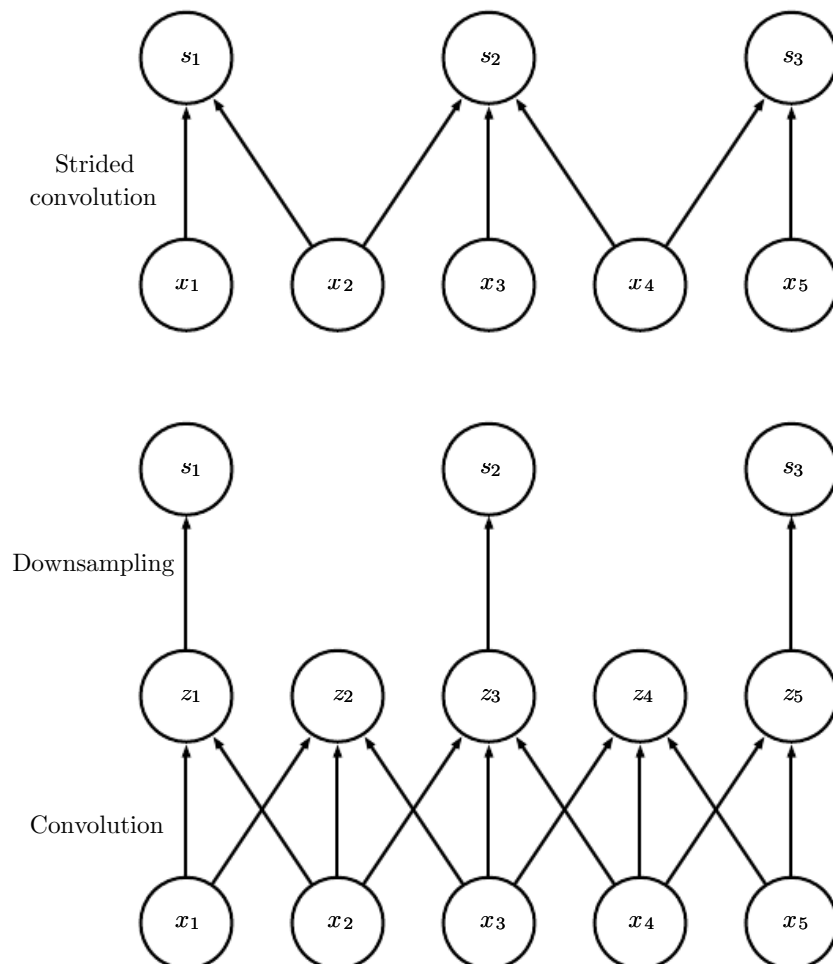 s₁ s₂ s₃
Strided
convolution
x₁ x₂ x₃ x₄ x₅
s₁ s₂ s₃
Downsampling
z₁ z₂ z₃ z₄ z₅
Convolution
x₁ x₂ x₃ x₄ x₅